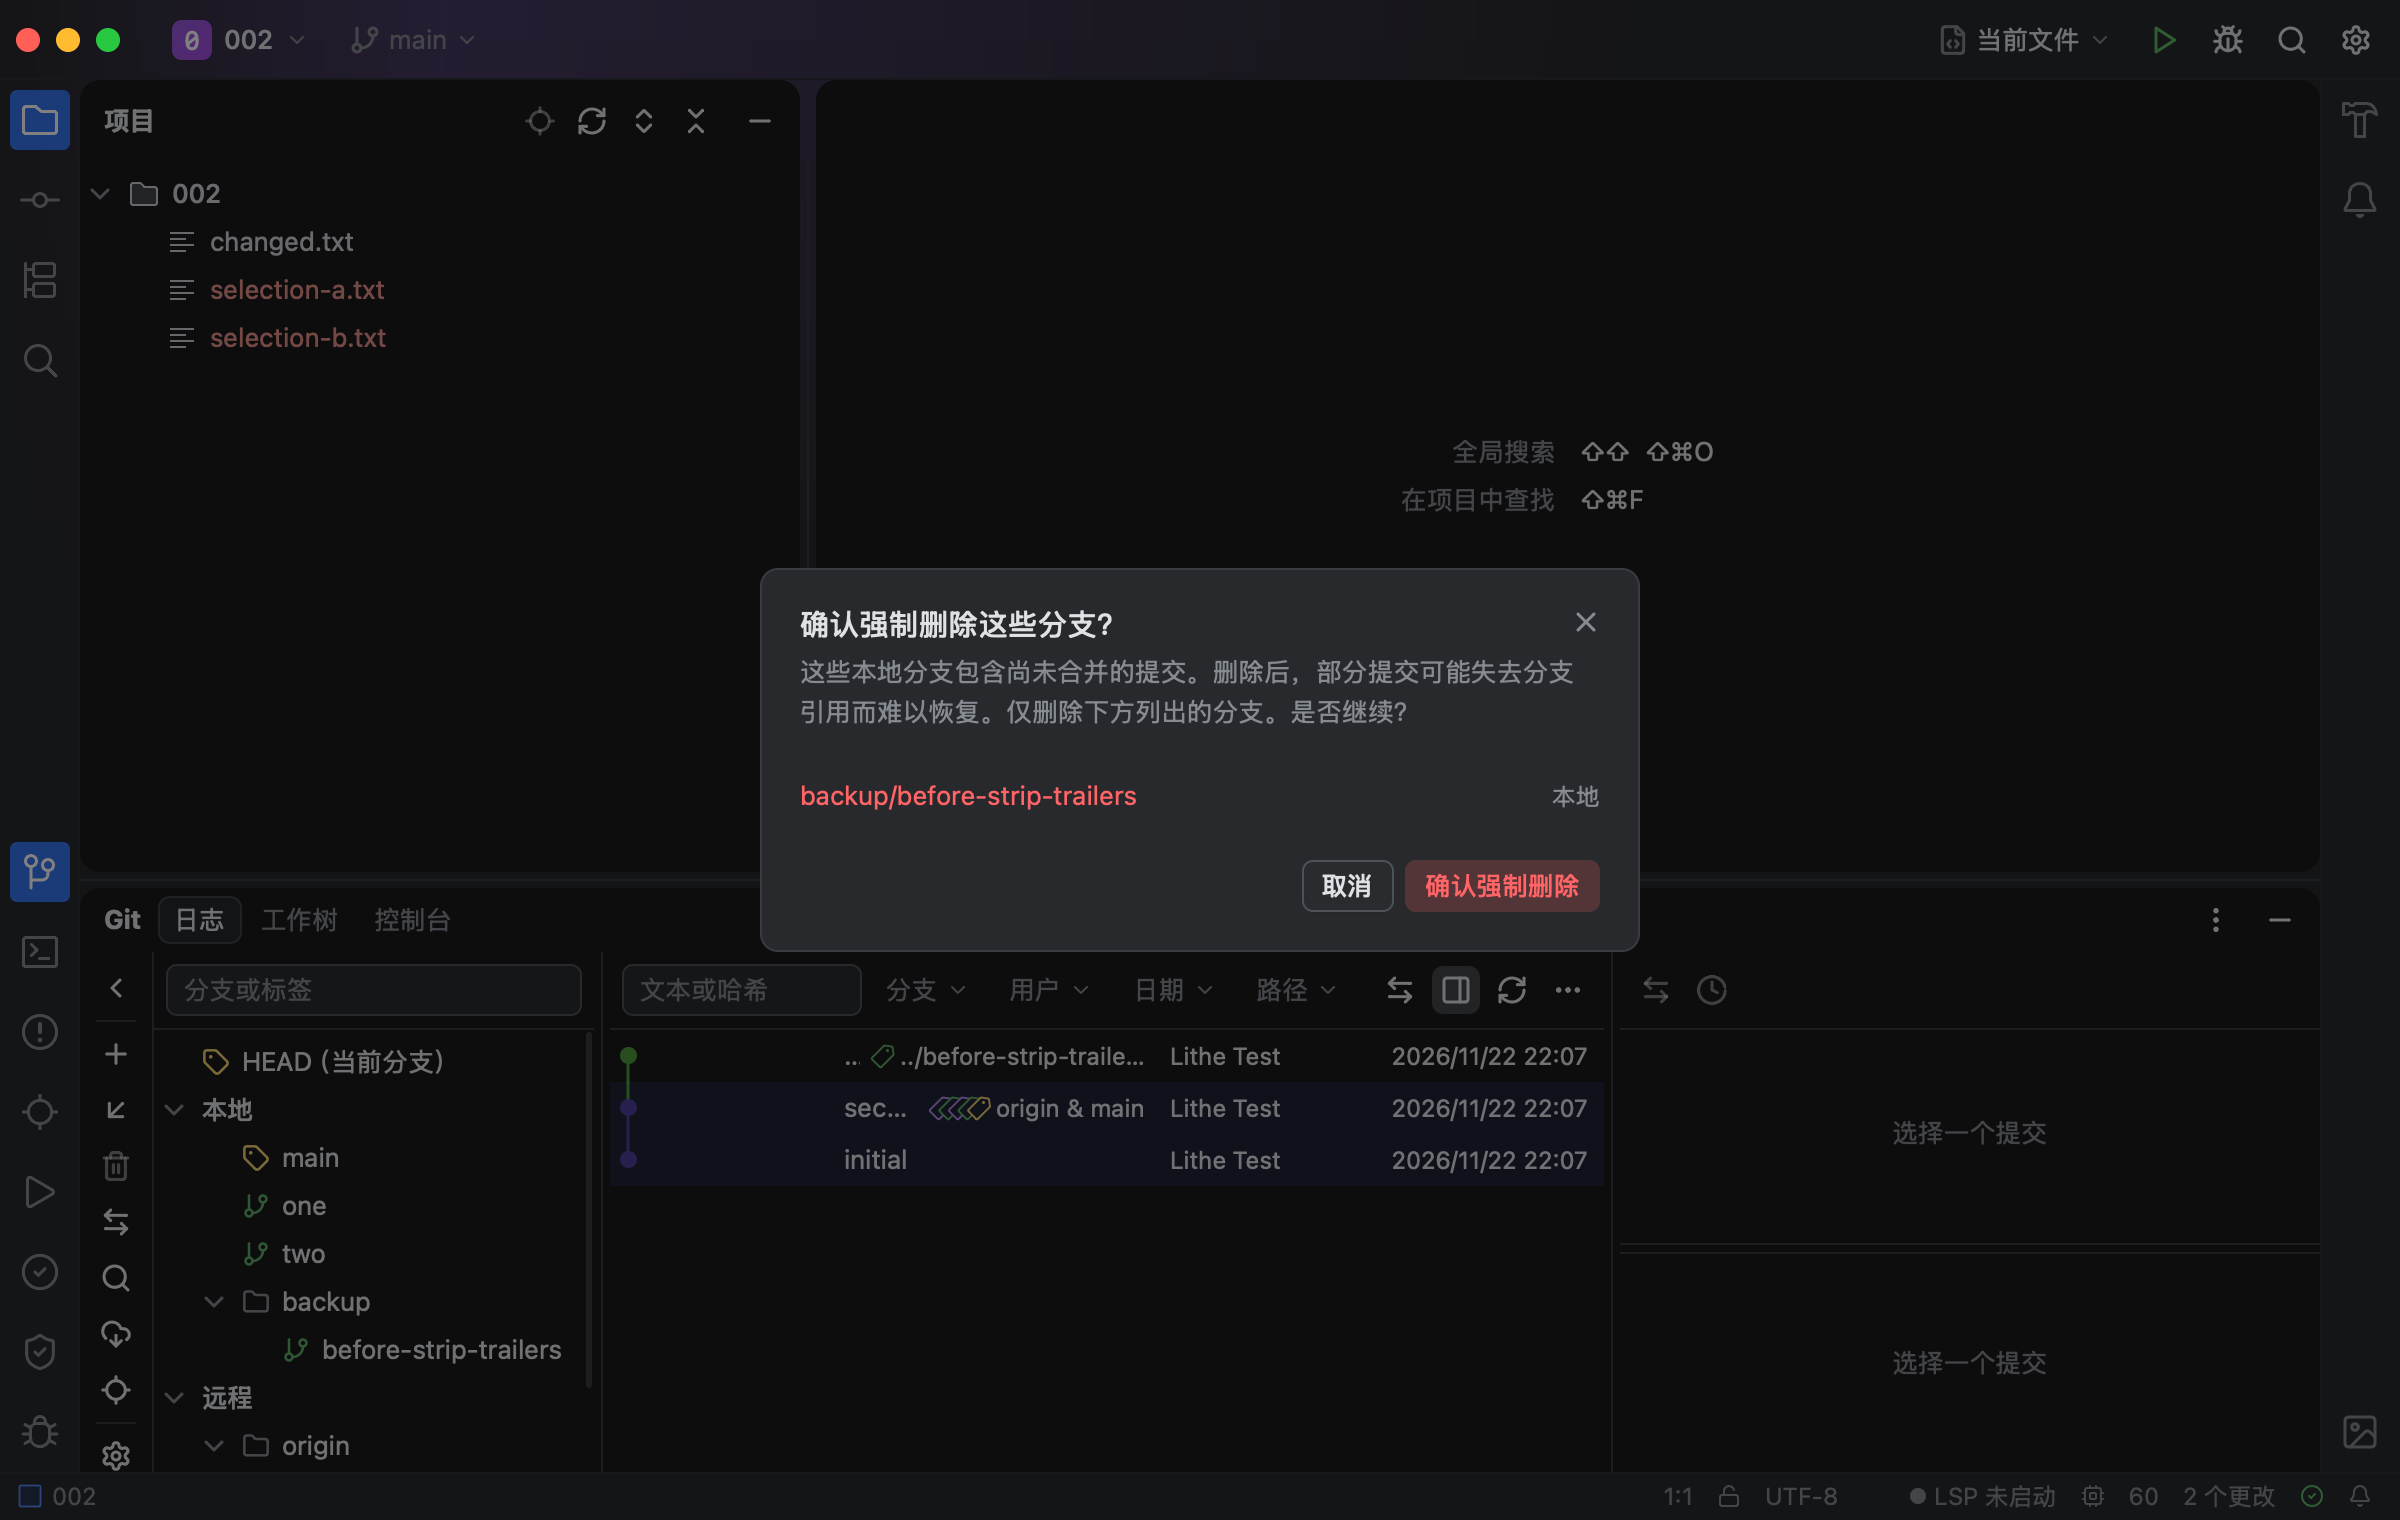 0 002 main
当前文件
项目
002
changed.txt
selection-a.txt
selection-b.txt
全局搜索 ⇧⇧ ⇧⌘O
在项目中查找 ⇧⌘F
确认强制删除这些分支?
这些本地分支包含尚未合并的提交。删除后，部分提交可能失去分支
引用而难以恢复。仅删除下方列出的分支。是否继续?
backup/before-strip-trailers 本地
取消 确认强制删除
Git 日志 工作树 控制台
分支或标签
HEAD (当前分支)
本地
main
one
two
backup
before-strip-trailers
远程
origin
文本或哈希 分支 用户 日期 路径
... ../before-strip-traile... Lithe Test 2026/11/22 22:07
sec... origin & main Lithe Test 2026/11/22 22:07
initial Lithe Test 2026/11/22 22:07
选择一个提交
选择一个提交
002
1:1 UTF-8 LSP 未启动 60 2 个更改